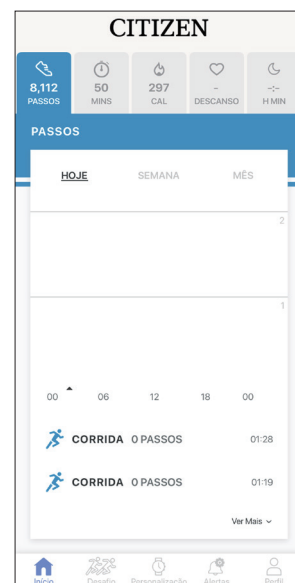 CITIZEN
8,112 50 297 - -:-
PASSOS MINS CAL DESCANSO H MIN
PASSOS
HOJE SEMANA MÊS
2
1
00 06 12 18 00
CORRIDA 0 PASSOS 01:28
CORRIDA 0 PASSOS 01:19
Ver Mais
Início Desafio Personalização Alertas Perfil